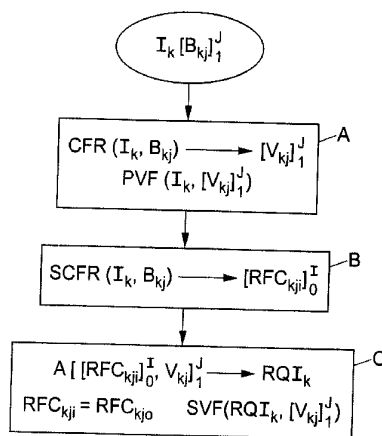 I_k [B_kj]_1^J
A
CFR (I_k, B_kj) ⟶ [V_kj]_1^J
PVF (I_k, [V_kj]_1^J)
B
SCFR (I_k, B_kj) ⟶ [RFC_kji]_0^I
C
A [ [RFC_kji]_0^I, V_kj]_1^J ⟶ RQI_k
RFC_kji = RFC_kjo SVF(RQI_k, [V_kj]_1^J)